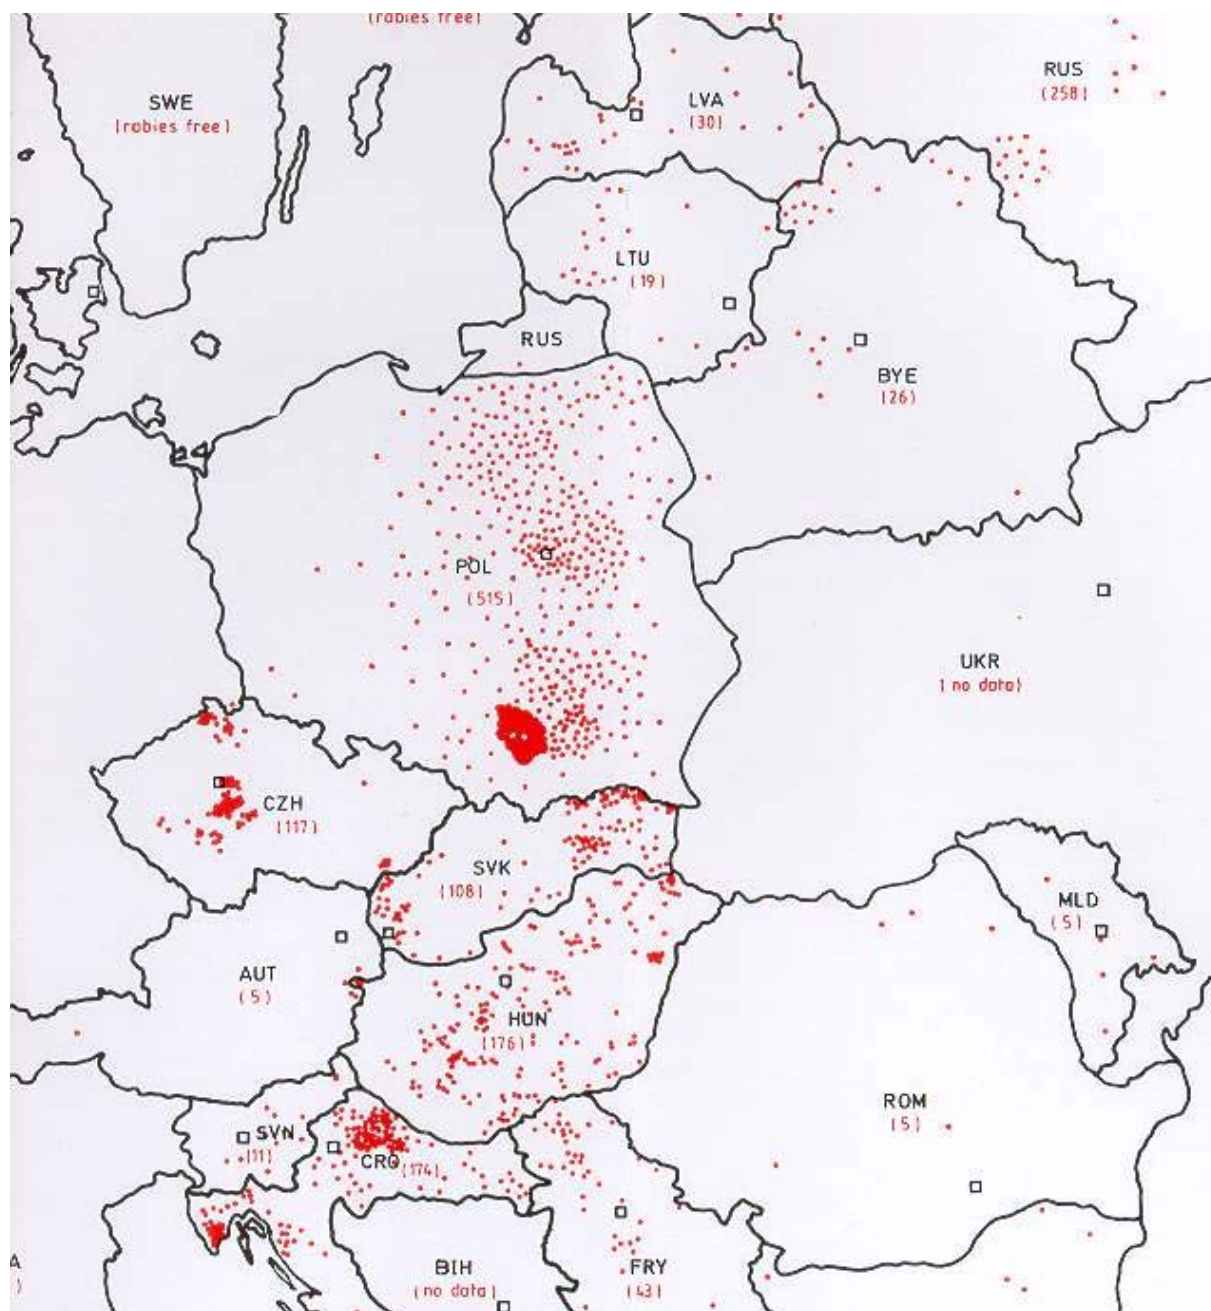 (rabies free)
SWE
(rabies free)
RUS
(258)
LVA
(30)
LTU
(19)
RUS
BYE
(26)
POL
(515)
UKR
( no data)
CZH
(117)
SVK
(108)
MLD
(5)
AUT
(5)
HUN
(176)
ROM
(5)
SVN
(11)
CRO
(174)
A
)
BIH
(no data)
FRY
(43)